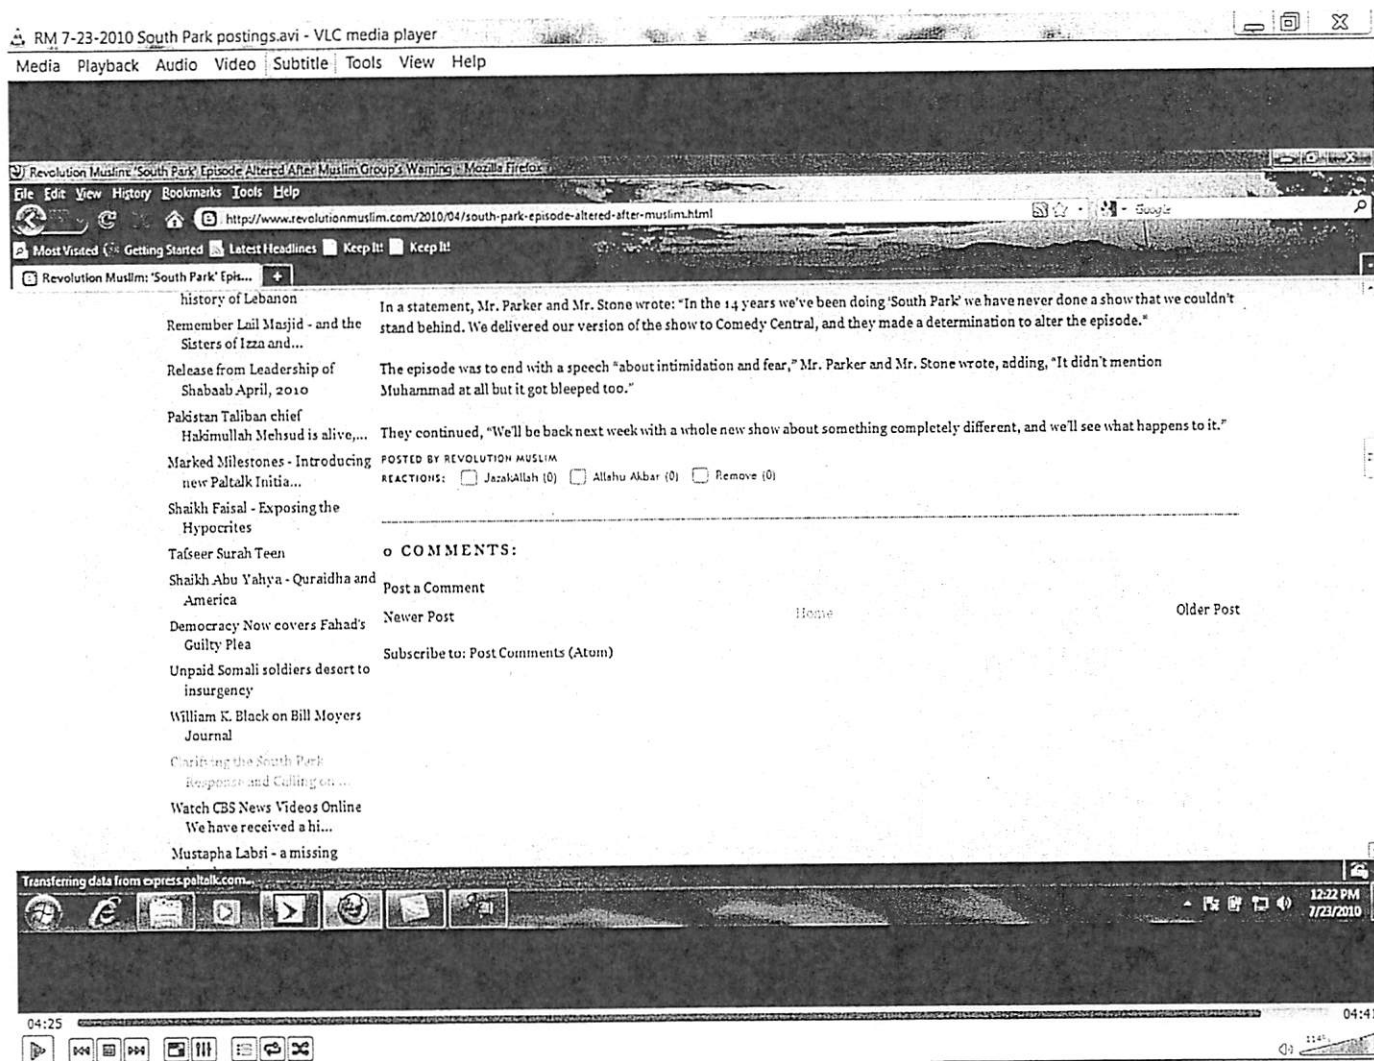 RM 7-23-2010 South Park postings.avi - VLC media player
Media Playback Audio Video Subtitle Tools View Help
Revolution Muslim: 'South Park' Episode Altered After Muslim Group's Warning - Mozilla Firefox
File Edit View History Bookmarks Tools Help
http://www.revolutionmuslim.com/2010/04/south-park-episode-altered-after-muslim.html
Google
Most Visited Getting Started Latest Headlines Keep It! Keep It!
Revolution Muslim: 'South Park' Epis...
history of Lebanon
Remember Lail Masjid - and the
Sisters of Izza and...
Release from Leadership of
Shabaab April, 2010
Pakistan Taliban chief
Hakimullah Mehsud is alive,...
Marked Milestones - Introducing
new Paltalk Initia...
Shaikh Faisal - Exposing the
Hypocrites
Tafseer Surah Teen
Shaikh Abu Yahya - Quraidha and
America
Democracy Now covers Fahad's
Guilty Plea
Unpaid Somali soldiers desert to
insurgency
William K. Black on Bill Moyers
Journal
Clarifying the South Park
Response and Calling on ...
Watch CBS News Videos Online
We have received a hi...
Mustapha Labsi - a missing
In a statement, Mr. Parker and Mr. Stone wrote: "In the 14 years we've been doing 'South Park' we have never done a show that we couldn't
stand behind. We delivered our version of the show to Comedy Central, and they made a determination to alter the episode."
The episode was to end with a speech "about intimidation and fear," Mr. Parker and Mr. Stone wrote, adding, "It didn't mention
Muhammad at all but it got bleeped too."
They continued, "We'll be back next week with a whole new show about something completely different, and we'll see what happens to it."
POSTED BY REVOLUTION MUSLIM
REACTIONS: JazakAllah (0) Allahu Akbar (0) Remove (0)
0 COMMENTS:
Post a Comment
Newer Post Home Older Post
Subscribe to: Post Comments (Atom)
Transferring data from express.paltalk.com...
12:22 PM
7/23/2010
04:25 04:41
114%